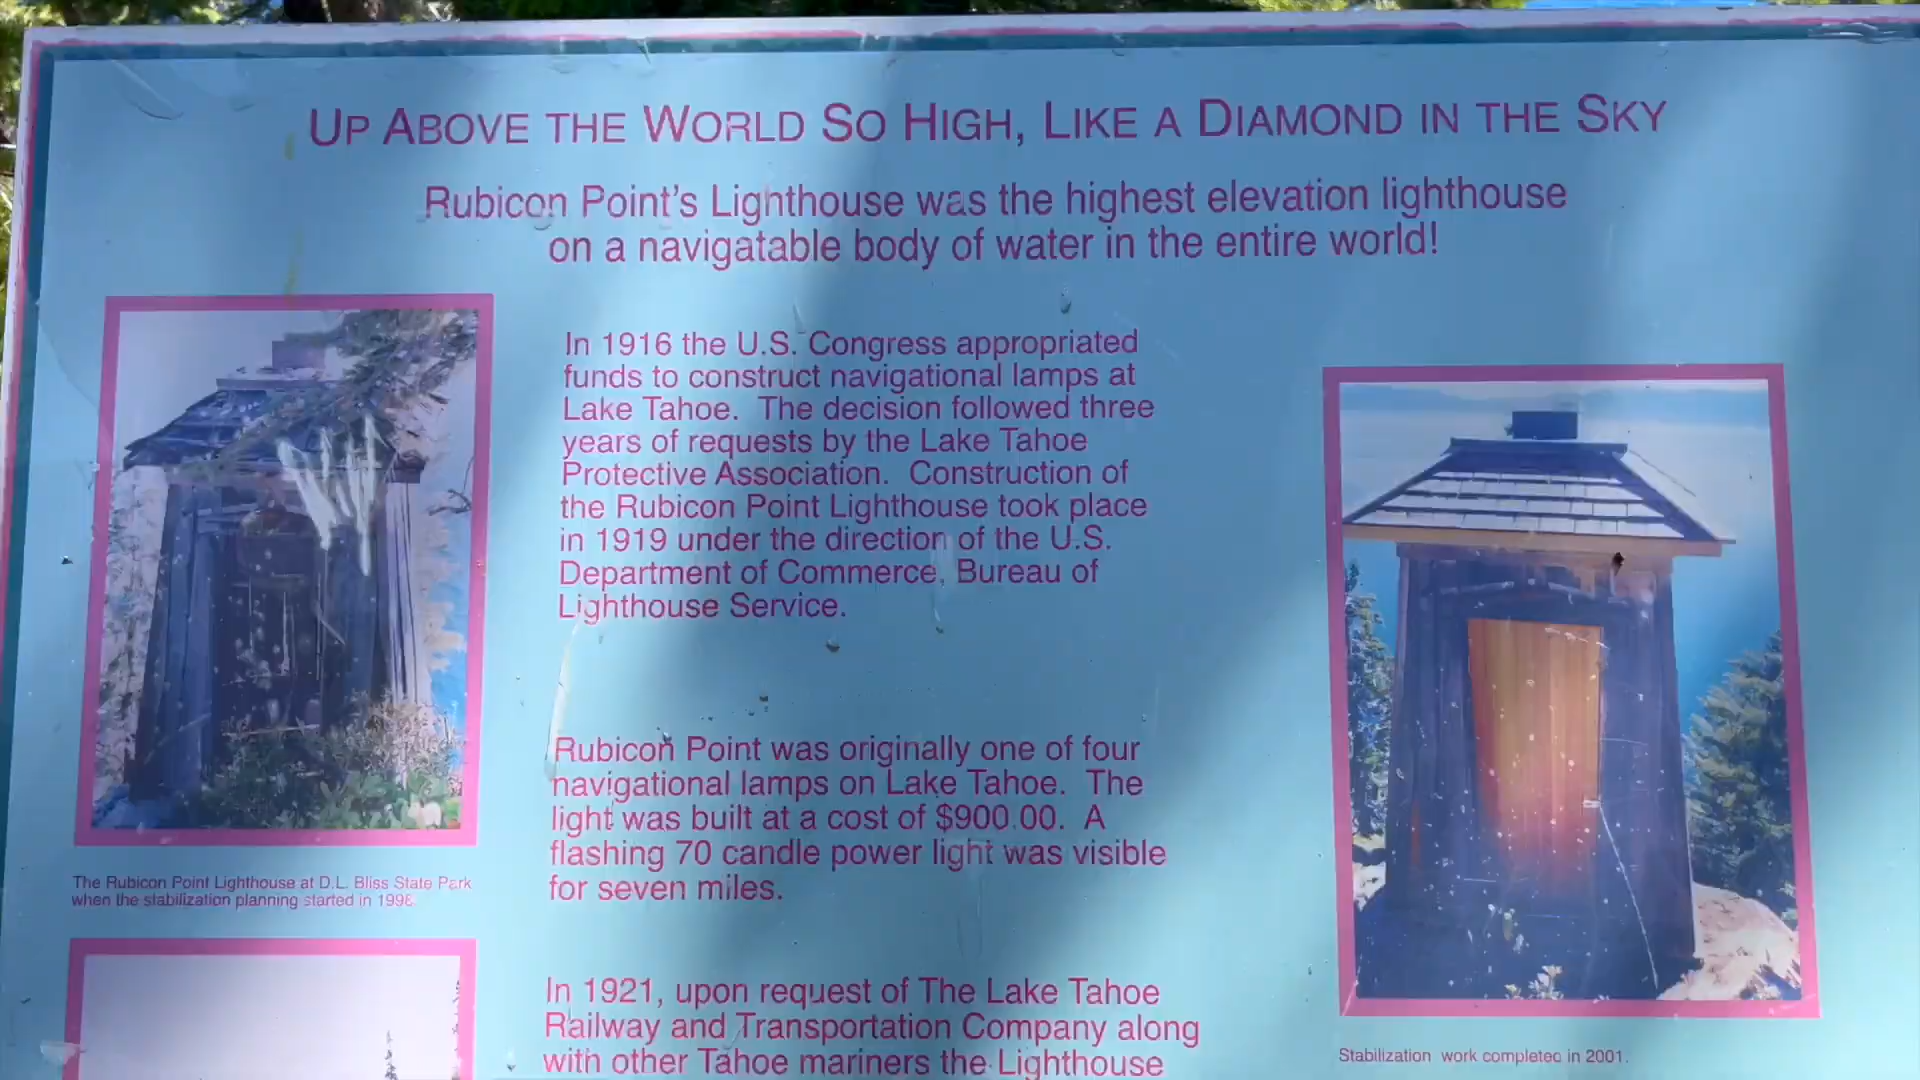 UP ABOVE THE WORLD SO HIGH, LIKE A DIAMOND IN THE SKY
Rubicon Point's Lighthouse was the highest elevation lighthouse
on a navigatable body of water in the entire world!
In 1916 the U.S. Congress appropriated
funds to construct navigational lamps at
Lake Tahoe. The decision followed three
years of requests by the Lake Tahoe
Protective Association. Construction of
the Rubicon Point Lighthouse took place
in 1919 under the direction of the U.S.
Department of Commerce, Bureau of
Lighthouse Service.
Rubicon Point was originally one of four
navigational lamps on Lake Tahoe. The
light was built at a cost of $900.00. A
flashing 70 candle power light was visible
for seven miles.
In 1921, upon request of The Lake Tahoe
Railway and Transportation Company along
with other Tahoe mariners the Lighthouse
The Rubicon Point Lighthouse at D.L. Bliss State Park
when the stabilization planning started in 1998.
Stabilization work completed in 2001.